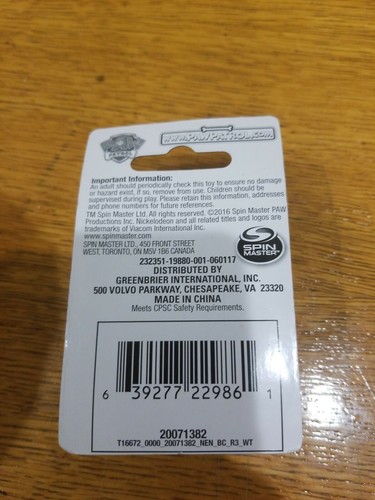 PATROL
www.PAWPATROL.com
Important Information:
An adult should periodically check this toy to ensure no damage
or hazard exist, if so, remove from use. Children should be
supervised during play. Please retain this information, addresses
and phone numbers for future references.
TM Spin Master Ltd. All rights reserved. ©2016 Spin Master PAW
Productions Inc. Nickelodeon and all related titles and logos are
trademarks of Viacom International Inc.
www.spinmaster.com
SPIN MASTER LTD., 450 FRONT STREET
WEST, TORONTO, ON M5V 1B6 CANADA
SPIN
MASTER™
232351-19880-001-060117
DISTRIBUTED BY
GREENBRIER INTERNATIONAL, INC.
500 VOLVO PARKWAY, CHESAPEAKE, VA 23320
MADE IN CHINA
Meets CPSC Safety Requirements.
6 39277 22986 1
20071382
T16672_0000_20071382_NEN_BC_R3_WT